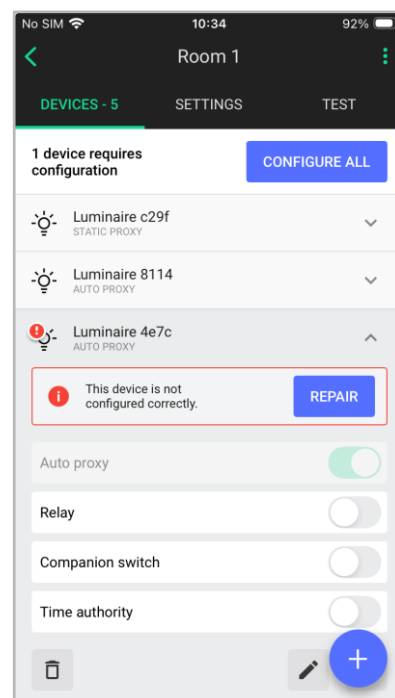 No SIM 10:34 92%
Room 1
DEVICES - 5 SETTINGS TEST
1 device requires
configuration
CONFIGURE ALL
Luminaire c29f
STATIC PROXY
Luminaire 8114
AUTO PROXY
Luminaire 4e7c
AUTO PROXY
This device is not
configured correctly.
REPAIR
Auto proxy
Relay
Companion switch
Time authority